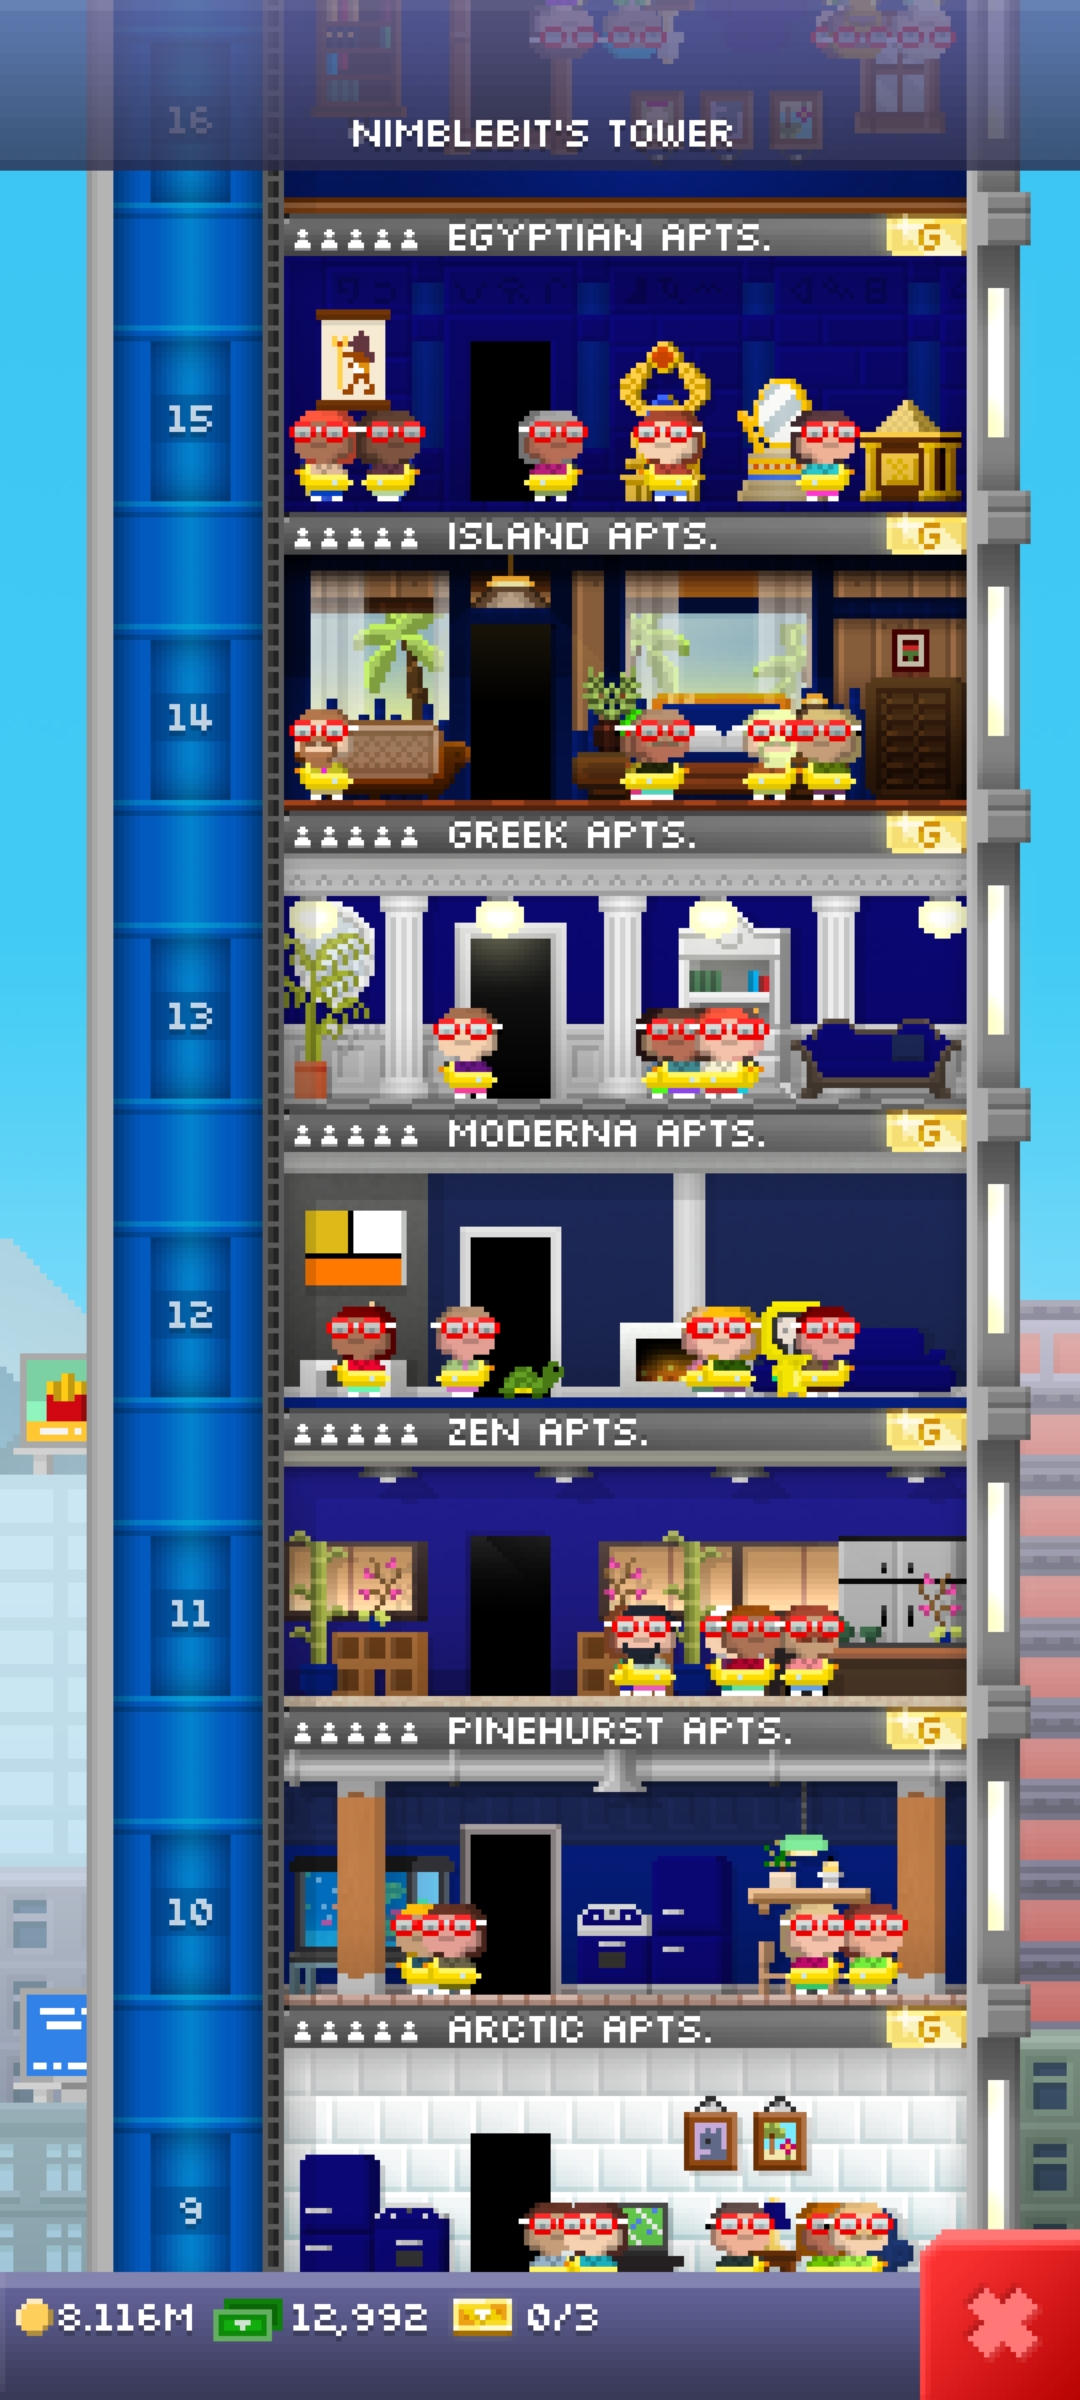 16
NIMBLEBIT'S TOWER
EGYPTIAN APTS. G
15
ISLAND APTS. G
14
GREEK APTS. G
13
MODERNA APTS. G
12
ZEN APTS. G
11
PINEHURST APTS. G
10
ARCTIC APTS. G
9
8.116M 12,992 0/3